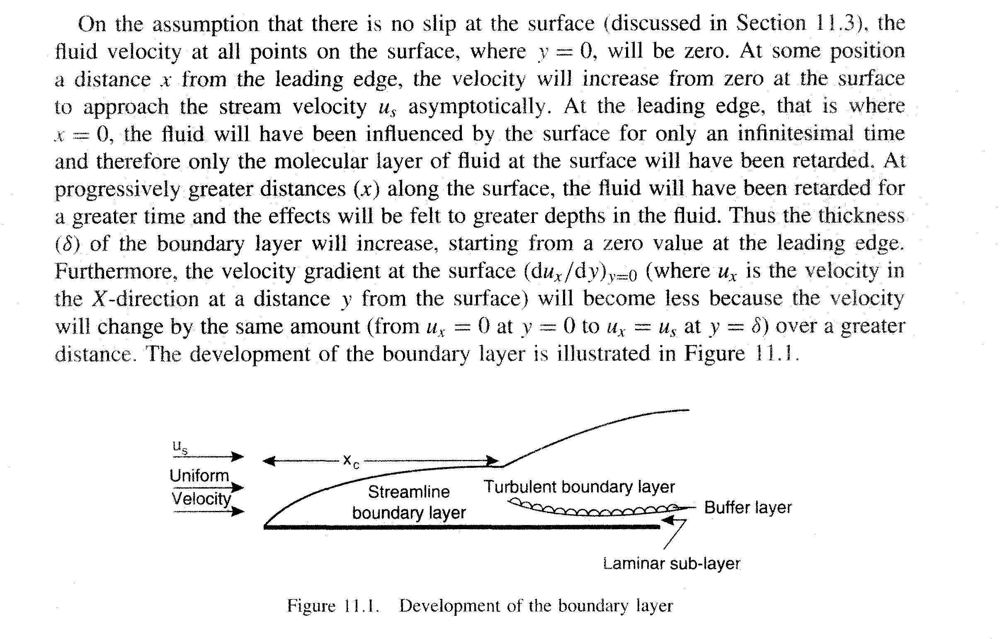 On the assumption that there is no slip at the surface (discussed in Section 11.3), the
fluid velocity at all points on the surface, where y = 0, will be zero. At some position
a distance x from the leading edge, the velocity will increase from zero at the surface
to approach the stream velocity uₛ asymptotically. At the leading edge, that is where
x = 0, the fluid will have been influenced by the surface for only an infinitesimal time
and therefore only the molecular layer of fluid at the surface will have been retarded. At
progressively greater distances (x) along the surface, the fluid will have been retarded for
a greater time and the effects will be felt to greater depths in the fluid. Thus the thickness
(δ) of the boundary layer will increase, starting from a zero value at the leading edge.
Furthermore, the velocity gradient at the surface (duₓ/dy)y=0 (where uₓ is the velocity in
the X-direction at a distance y from the surface) will become less because the velocity
will change by the same amount (from uₓ = 0 at y = 0 to uₓ = uₛ at y = δ) over a greater
distance. The development of the boundary layer is illustrated in Figure 11.1.
uₛ
Uniform
Velocity
x_c
Streamline
boundary layer
Turbulent boundary layer
Buffer layer
Laminar sub-layer
Figure 11.1. Development of the boundary layer